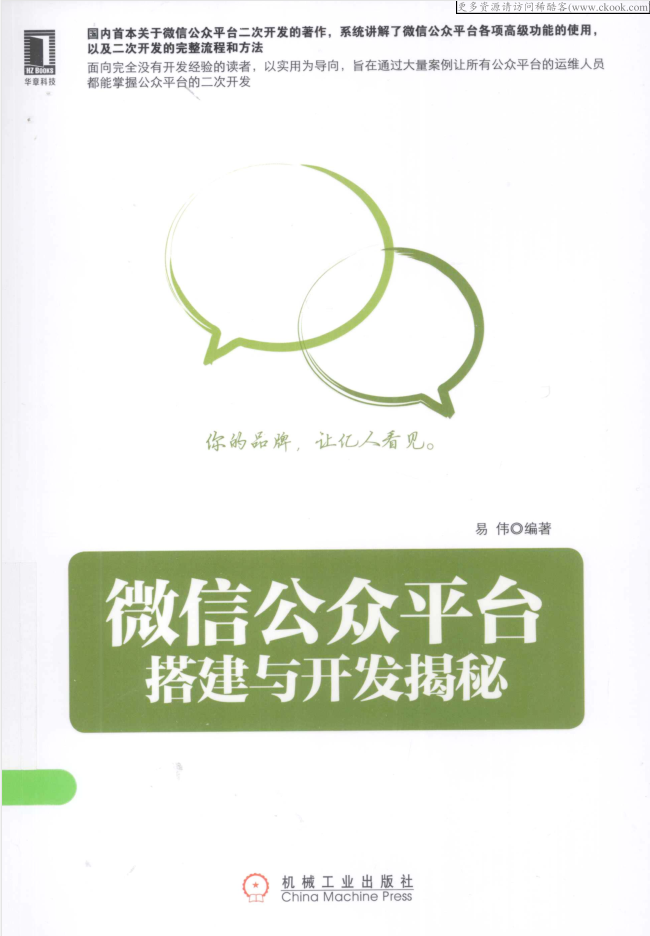 更多资源请访问稀酷客(www.ckook.com)
国内首本关于微信公众平台二次开发的著作，系统讲解了微信公众平台各项高级功能的使用，
以及二次开发的完整流程和方法
面向完全没有开发经验的读者，以实用为导向，旨在通过大量案例让所有公众平台的运维人员
都能掌握公众平台的二次开发
HZ BOOKS
华章科技
你的品牌，让亿人看见。
易 伟◎编著
微信公众平台
搭建与开发揭秘
机械工业出版社
China Machine Press